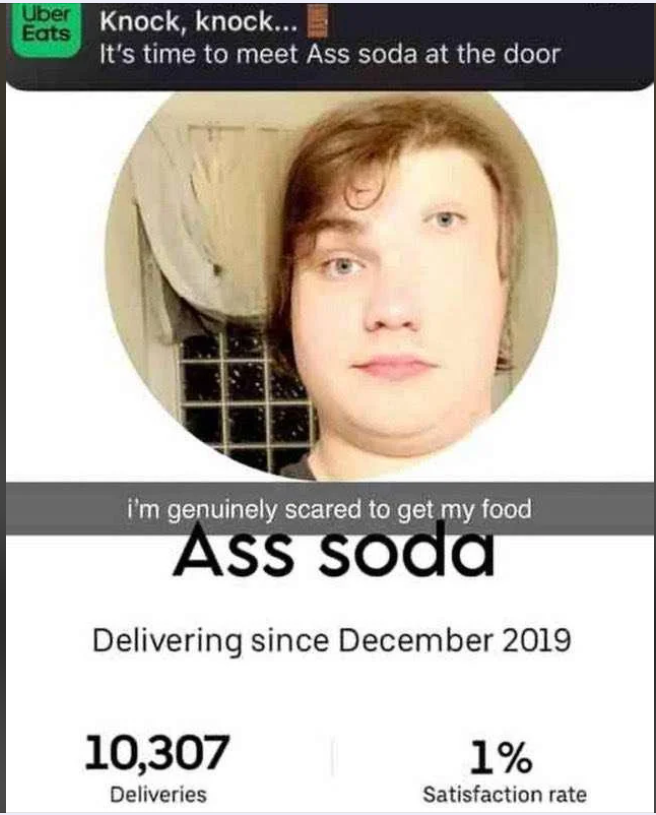 Uber
Eats
Knock, knock... 🚪
It's time to meet Ass soda at the door
i'm genuinely scared to get my food
Ass soda
Delivering since December 2019
10,307
Deliveries
1%
Satisfaction rate